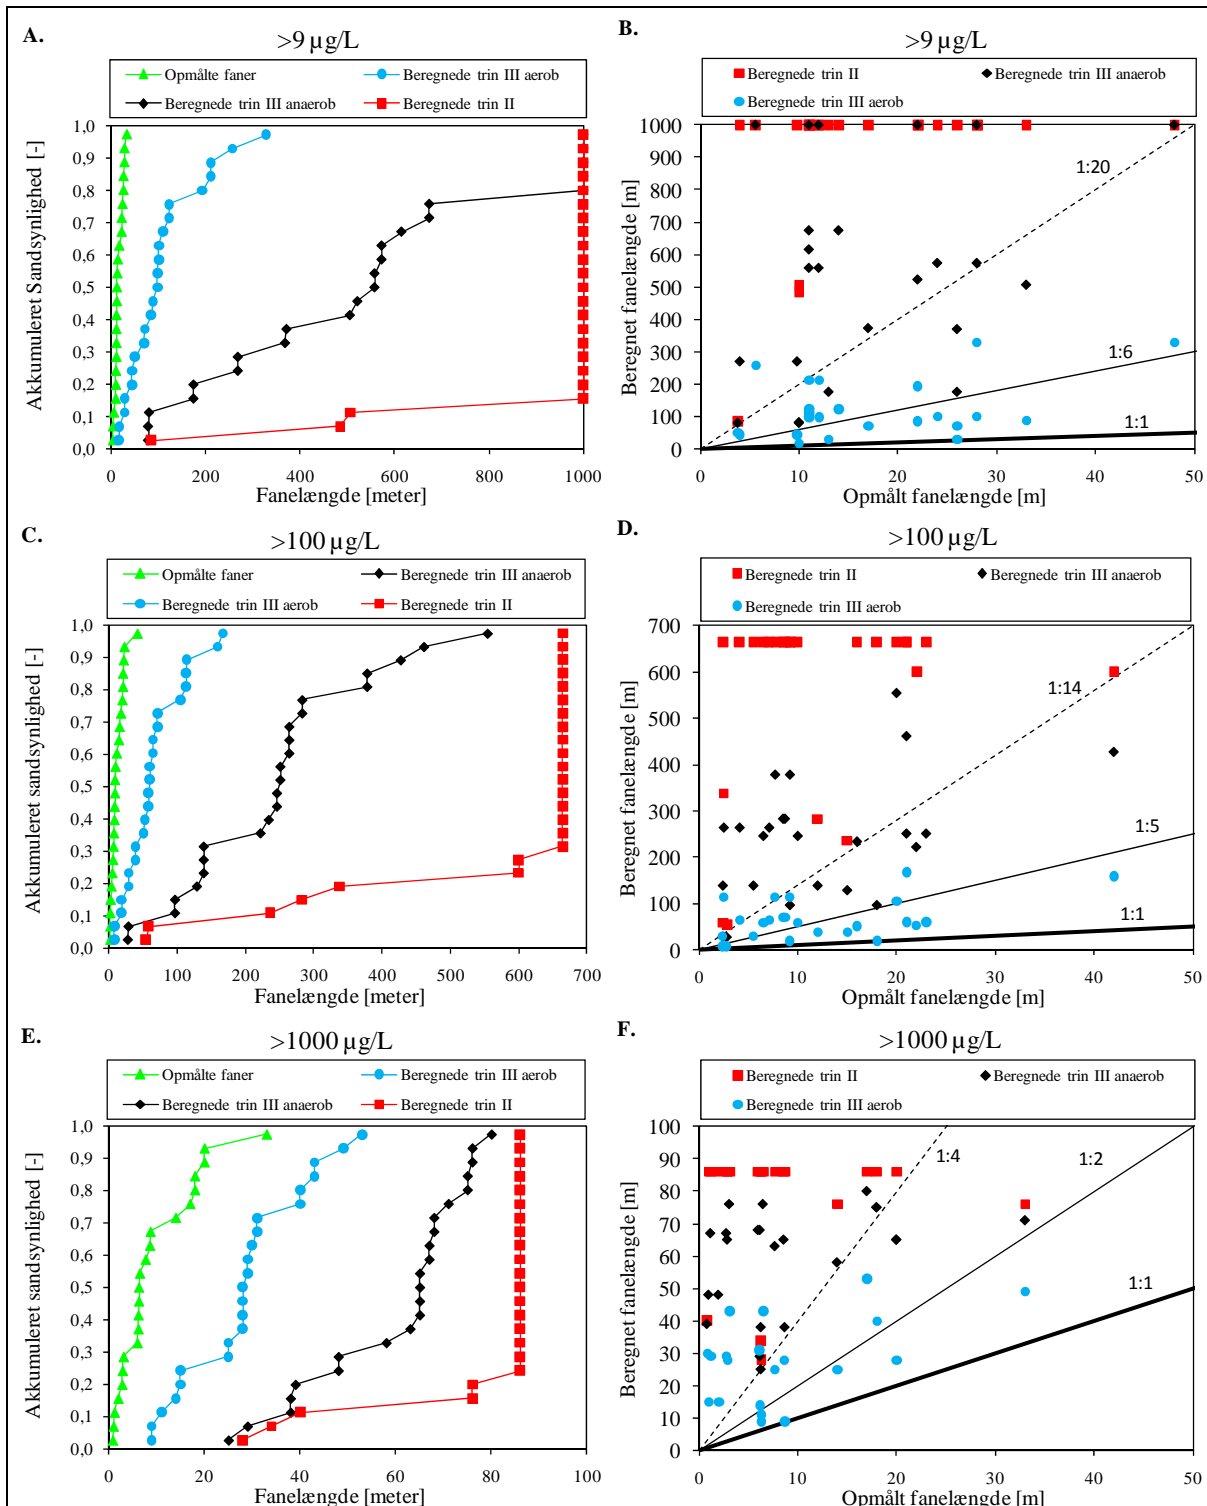 A.
>9 µg/L
Opmålte faner
Beregnede trin III aerob
Beregnede trin III anaerob
Beregnede trin II
Akkumuleret Sandsynlighed [-]
1,0
0,9
0,8
0,7
0,6
0,5
0,4
0,3
0,2
0,1
0,0
0 200 400 600 800 1000
Fanelængde [meter]
B.
>9 µg/L
Beregnede trin II
Beregnede trin III anaerob
Beregnede trin III aerob
Beregnet fanelængde [m]
1000
900
800
700
600
500
400
300
200
100
0
1:20
1:6
1:1
0 10 20 30 40 50
Opmålt fanelængde [m]
C.
>100 µg/L
Opmålte faner
Beregnede trin III anaerob
Beregnede trin III aerob
Beregnede trin II
Akkumuleret sandsynlighed [-]
1,0
0,9
0,8
0,7
0,6
0,5
0,4
0,3
0,2
0,1
0,0
0 100 200 300 400 500 600 700
Fanelængde [meter]
D.
>100 µg/L
Beregnede trin II
Beregnede trin III anaerob
Beregnede trin III aerob
Beregnet fanelængde [m]
700
600
500
400
300
200
100
0
1:14
1:5
1:1
0 10 20 30 40 50
Opmålt fanelængde [m]
E.
>1000 µg/L
Opmålte faner
Beregnede trin III aerob
Beregnede trin III anaerob
Beregnede trin II
Akkumuleret sandsynlighed [-]
1,0
0,9
0,8
0,7
0,6
0,5
0,4
0,3
0,2
0,1
0,0
0 20 40 60 80 100
Fanelængde [meter]
F.
>1000 µg/L
Beregnede trin II
Beregnede trin III anaerob
Beregnede trin III aerob
Beregnet fanelængde [m]
100
90
80
70
60
50
40
30
20
10
0
1:4
1:2
1:1
0 10 20 30 40 50
Opmålt fanelængde [m]